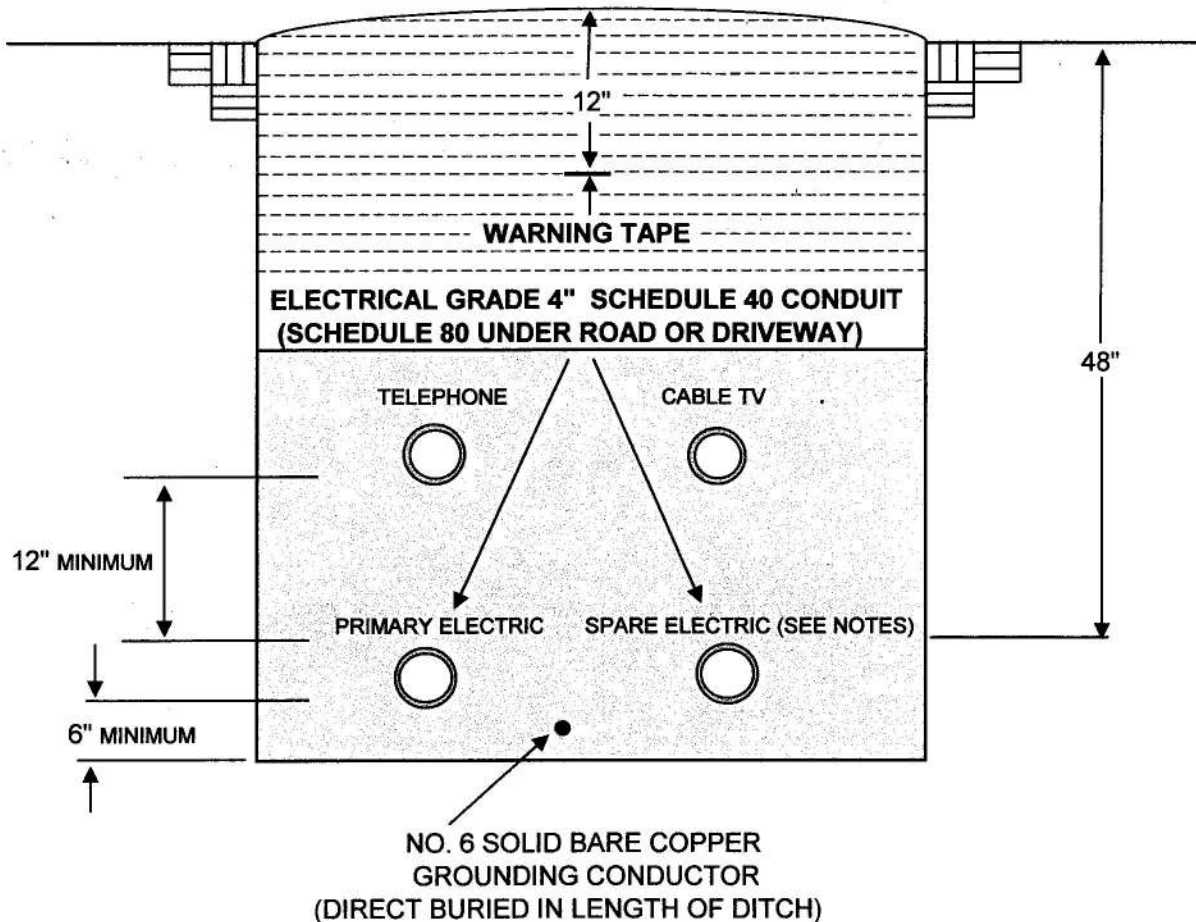 12"
WARNING TAPE
ELECTRICAL GRADE 4" SCHEDULE 40 CONDUIT
(SCHEDULE 80 UNDER ROAD OR DRIVEWAY)
48"
TELEPHONE
CABLE TV
12" MINIMUM
PRIMARY ELECTRIC
SPARE ELECTRIC (SEE NOTES)
6" MINIMUM
NO. 6 SOLID BARE COPPER
GROUNDING CONDUCTOR
(DIRECT BURIED IN LENGTH OF DITCH)